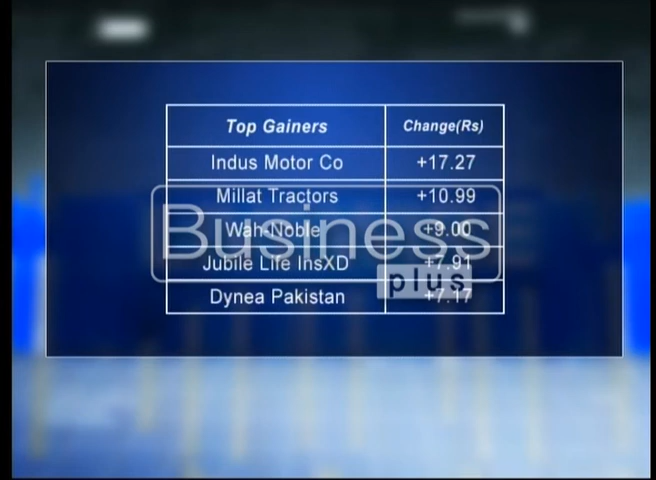 Top Gainers Change(Rs)
Indus Motor Co +17.27
Millat Tractors +10.99
Wah-Noble +9.00
Jubile Life InsXD +7.91
Dynea Pakistan +7.17
Business
plus